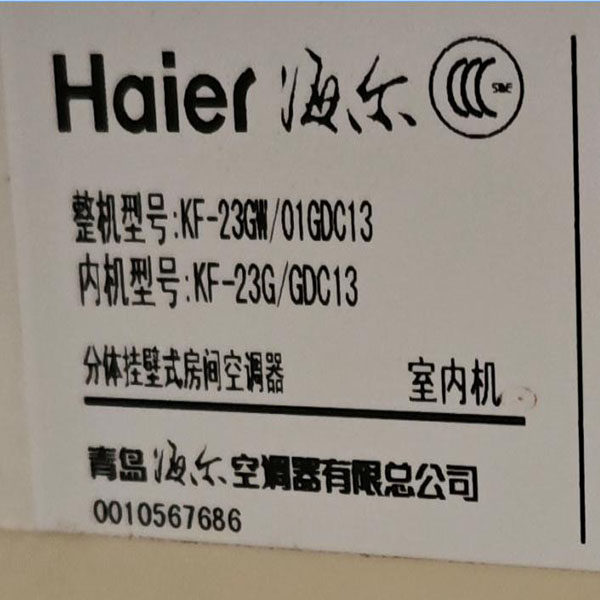 Haier 海尔 CCC S&E
整机型号:KF-23GW/01GDC13
内机型号:KF-23G/GDC13
分体挂壁式房间空调器 室内机
青岛海尔空调器有限总公司
0010567686